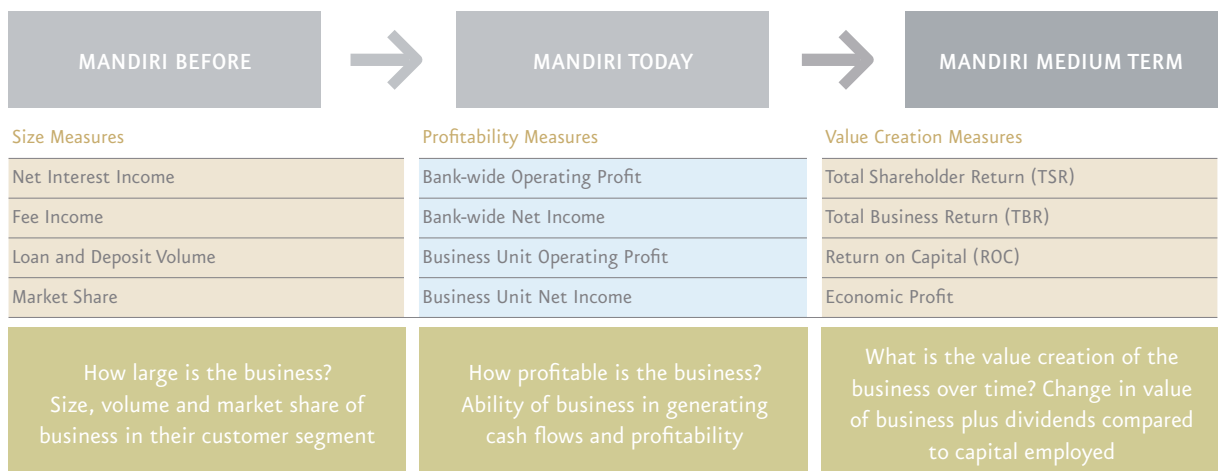 MANDIRI BEFORE
MANDIRI TODAY
MANDIRI MEDIUM TERM
Size Measures
Profitability Measures
Value Creation Measures
Net Interest Income
Bank-wide Operating Profit
Total Shareholder Return (TSR)
Fee Income
Bank-wide Net Income
Total Business Return (TBR)
Loan and Deposit Volume
Business Unit Operating Profit
Return on Capital (ROC)
Market Share
Business Unit Net Income
Economic Profit
How large is the business?
Size, volume and market share of
business in their customer segment
How profitable is the business?
Ability of business in generating
cash flows and profitability
What is the value creation of the
business over time? Change in value
of business plus dividends compared
to capital employed